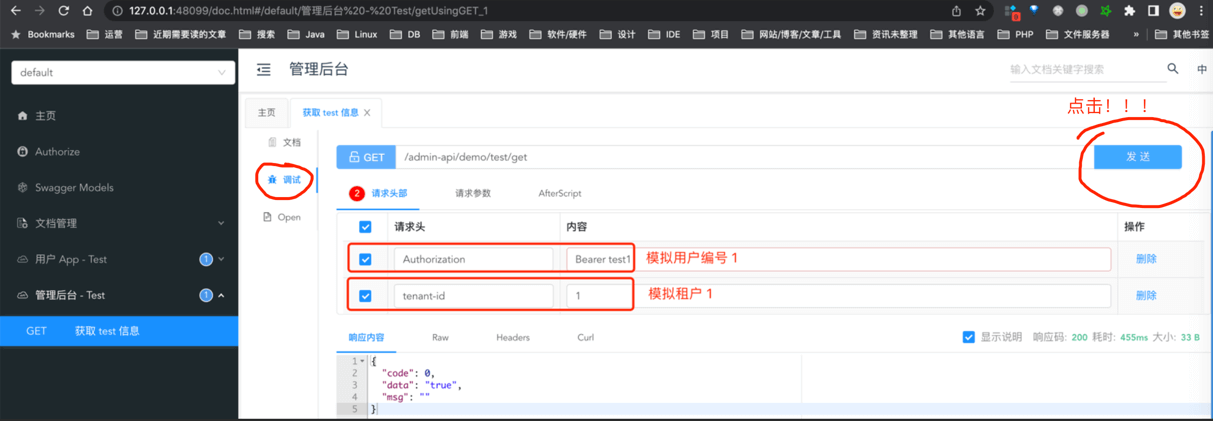 127.0.0.1:48099/doc.html#/default/管理后台%20-%20Test/getUsingGET_1
Bookmarks 运营 近期需要读的文章 搜索 Java Linux DB 前端 游戏 软件/硬件 设计 IDE 项目 网站/博客/文章/工具 资讯未整理 其他语言 PHP 文件服务器 » 其他书签
default
管理后台
输入文档关键字搜索
中
主页
Authorize
Swagger Models
文档管理
用户 App - Test 1
管理后台 - Test 1
GET 获取 test 信息
主页 获取 test 信息
点击！！！
文档
调试
Open
GET /admin-api/demo/test/get 发 送
2 请求头部 请求参数 AfterScript
请求头 内容 操作
Authorization Bearer test1 模拟用户编号 1 删除
tenant-id 1 模拟租户 1 删除
响应内容 Raw Headers Curl 显示说明 响应码: 200 耗时: 455ms 大小: 33 B
1 {
2 "code": 0,
3 "data": "true",
4 "msg": ""
5 }